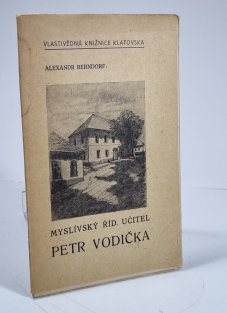 VLASTIVĚDNÁ KNIŽNICE KLATOVSKA
ALEXANDR BERNDORF:
MYSLÍVSKÝ ŘÍD. UČITEL
PETR VODIČKA